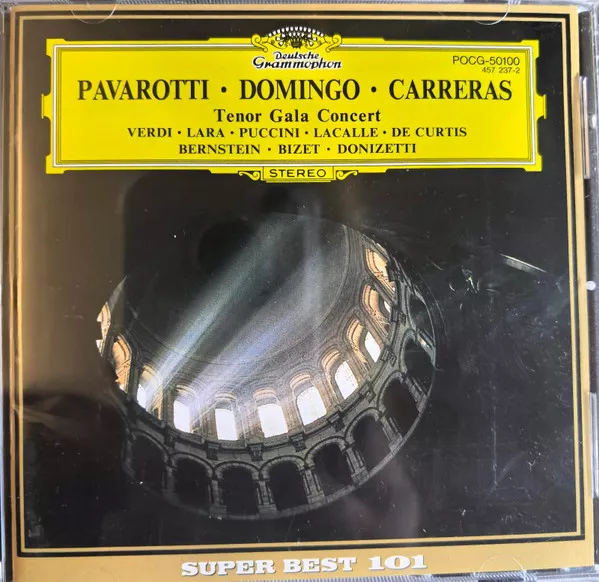 Deutsche
Grammophon
POCG-50100
457 237-2
PAVAROTTI · DOMINGO · CARRERAS
Tenor Gala Concert
VERDI · LARA · PUCCINI · LACALLE · DE CURTIS
BERNSTEIN · BIZET · DONIZETTI
STEREO
SUPER BEST 101